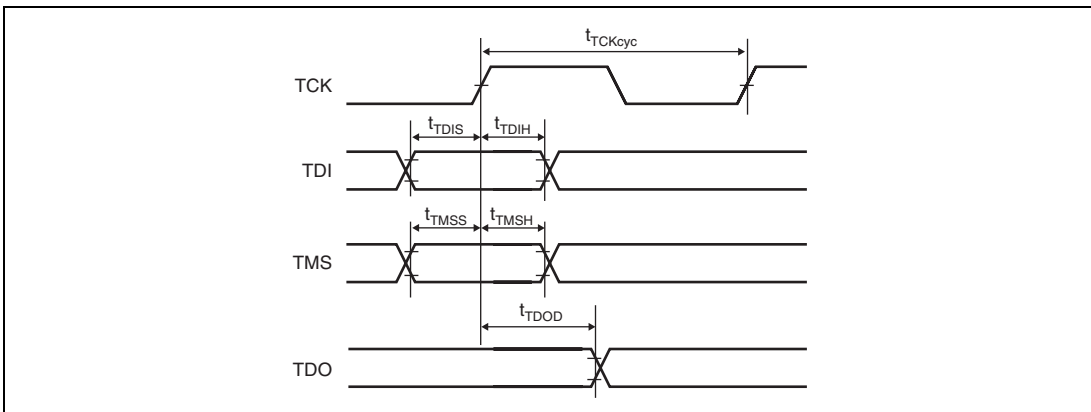 tTCKcyc
TCK
tTDIS tTDIH
TDI
tTMSS tTMSH
TMS
tTDOD
TDO